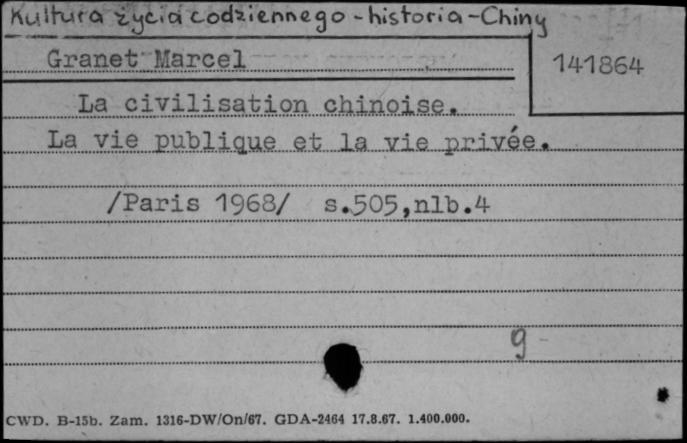 Kultura życia codziennego - historia - Chiny
Granet Marcel
141864
La civilisation chinoise.
La vie publique et la vie privée.
/Paris 1968/ s.505,nlb.4
9
CWD. B-15b. Zam. 1316-DW/On/67. GDA-2464 17.8.67. 1.400.000.